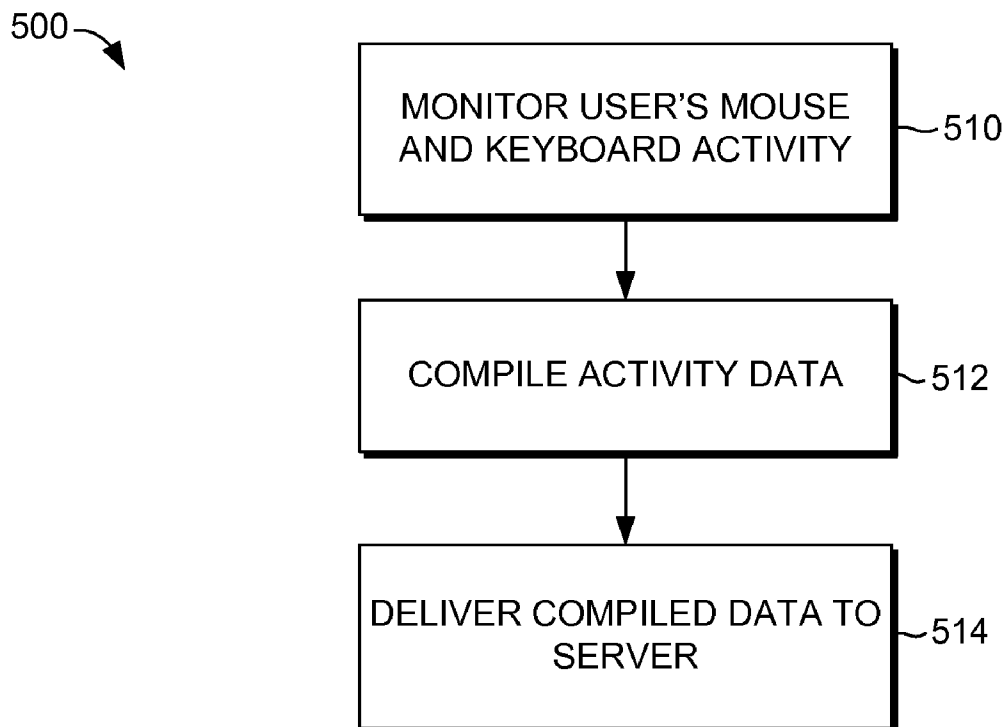 500
MONITOR USER'S MOUSE
AND KEYBOARD ACTIVITY
510
COMPILE ACTIVITY DATA
512
DELIVER COMPILED DATA TO
SERVER
514